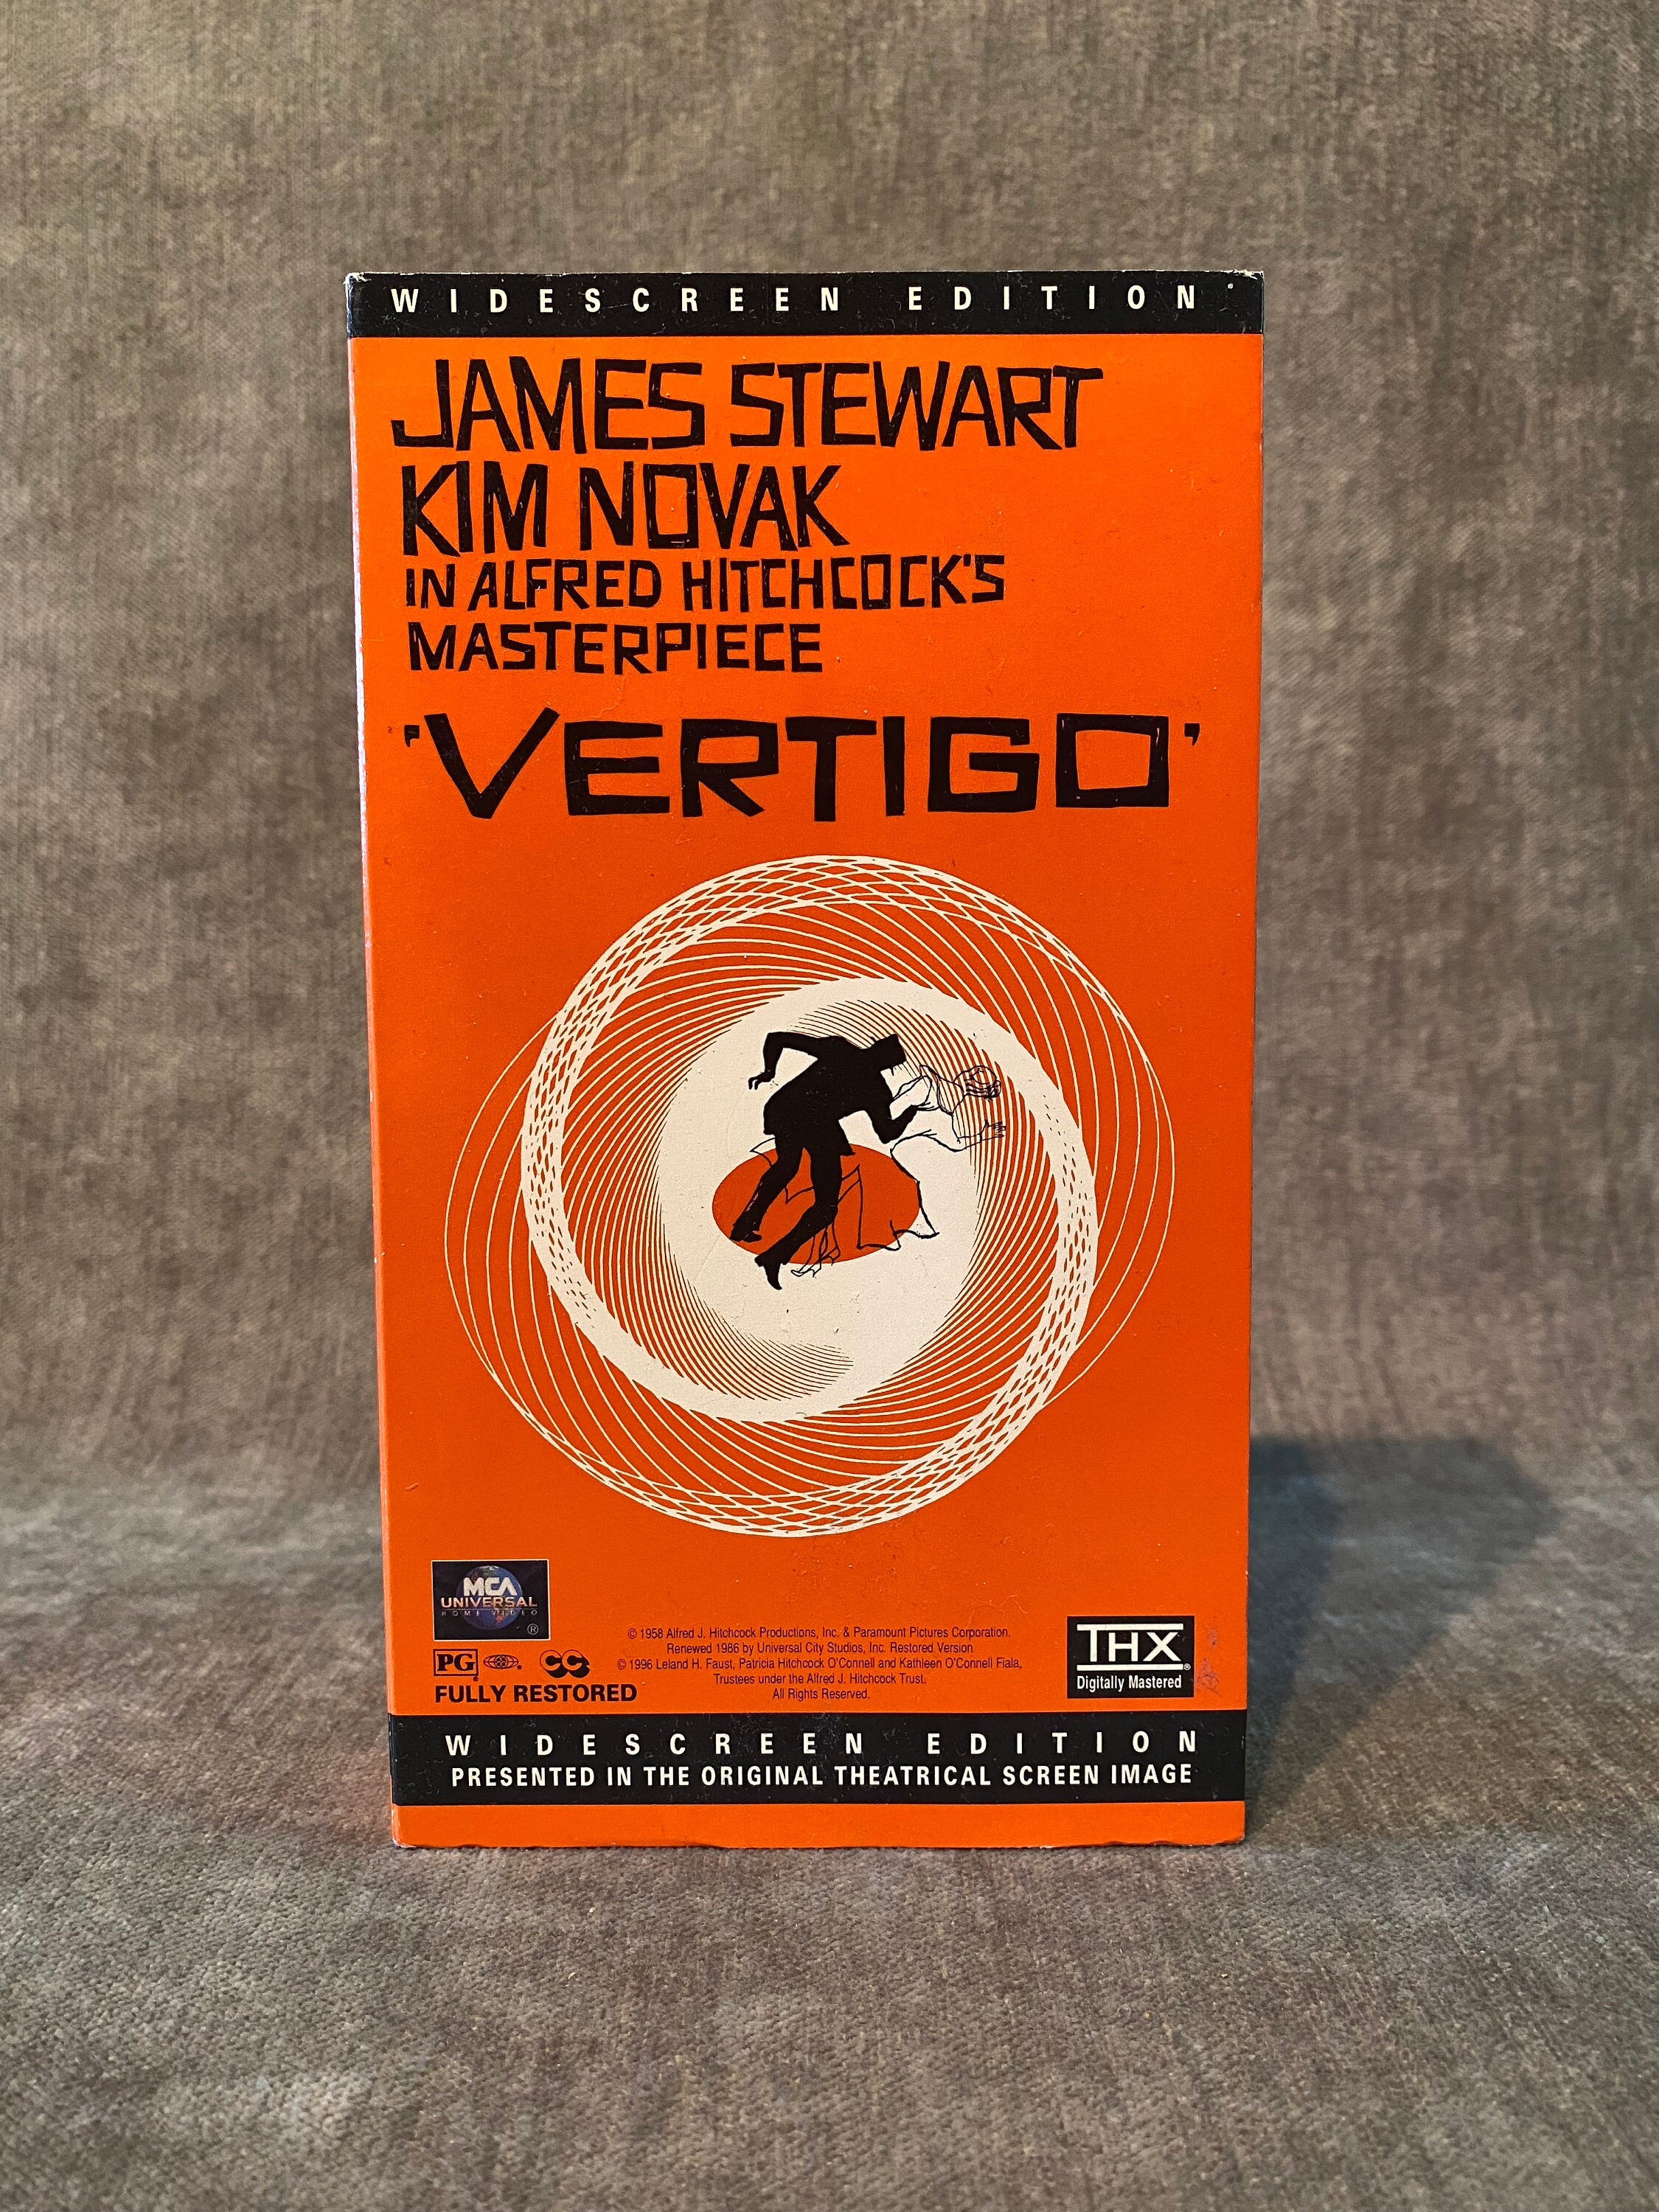 WIDESCREEN EDITION
JAMES STEWART
KIM NOVAK
IN ALFRED HITCHCOCK'S
MASTERPIECE
'VERTIGO'
MCA
UNIVERSAL
HOME VIDEO
®
PG
CC
FULLY RESTORED
© 1958 Alfred J. Hitchcock Productions, Inc. & Paramount Pictures Corporation.
Renewed 1986 by Universal City Studios, Inc. Restored Version
© 1996 Leland H. Faust, Patricia Hitchcock O'Connell and Kathleen O'Connell Fiala,
Trustees under the Alfred J. Hitchcock Trust.
All Rights Reserved.
THX®
Digitally Mastered
WIDESCREEN EDITION
PRESENTED IN THE ORIGINAL THEATRICAL SCREEN IMAGE